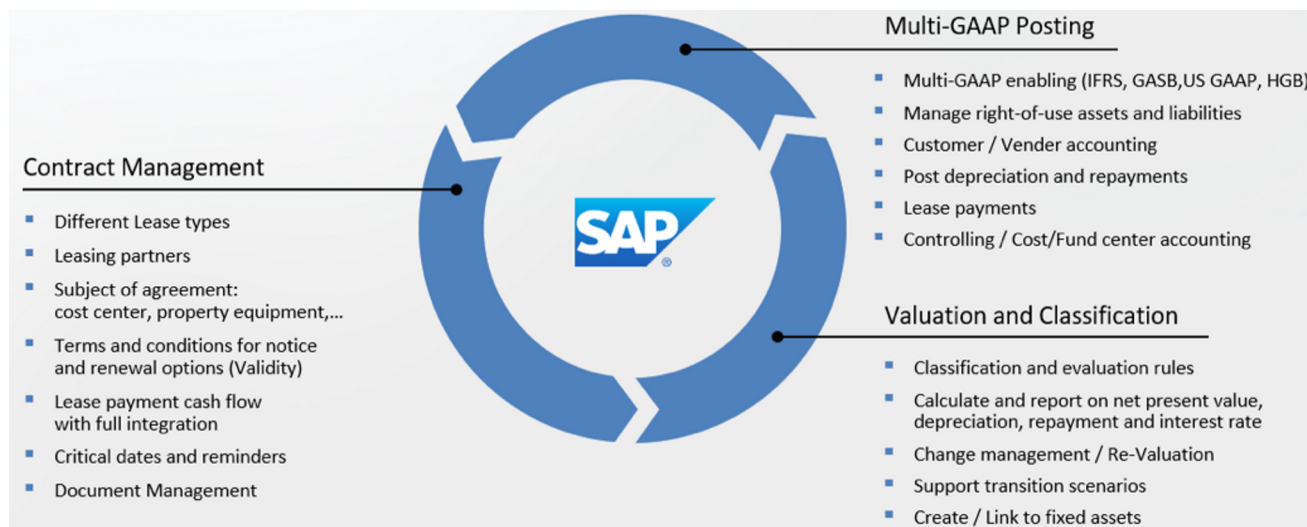 Multi-GAAP Posting
Multi-GAAP enabling (IFRS, GASB,US GAAP, HGB)
Manage right-of-use assets and liabilities
Customer / Vender accounting
Post depreciation and repayments
Lease payments
Controlling / Cost/Fund center accounting
Contract Management
Different Lease types
Leasing partners
Subject of agreement:
cost center, property equipment,...
Terms and conditions for notice
and renewal options (Validity)
Lease payment cash flow
with full integration
Critical dates and reminders
Document Management
SAP®
Valuation and Classification
Classification and evaluation rules
Calculate and report on net present value,
depreciation, repayment and interest rate
Change management / Re-Valuation
Support transition scenarios
Create / Link to fixed assets